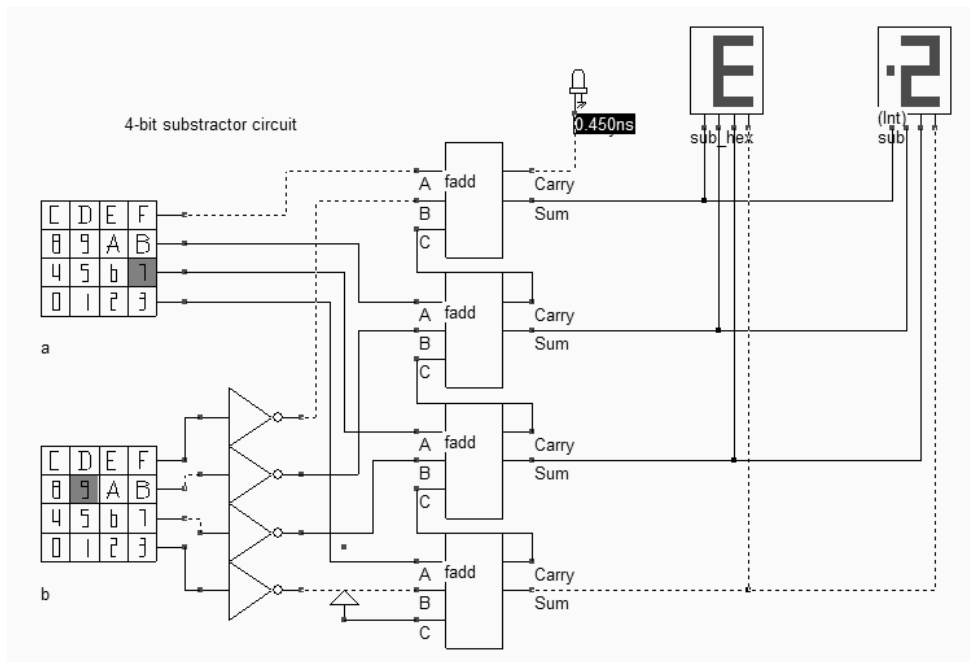 E
-2
0.450ns
4-bit substractor circuit
(Int)
sub_hex
sub
A fadd Carry
B Sum
C
C D E F
8 9 A B
4 5 b 7
0 1 2 3
a
A fadd Carry
B Sum
C
A fadd Carry
B Sum
C
C D E F
8 9 A B
4 5 b 7
0 1 2 3
b
A fadd Carry
B Sum
C